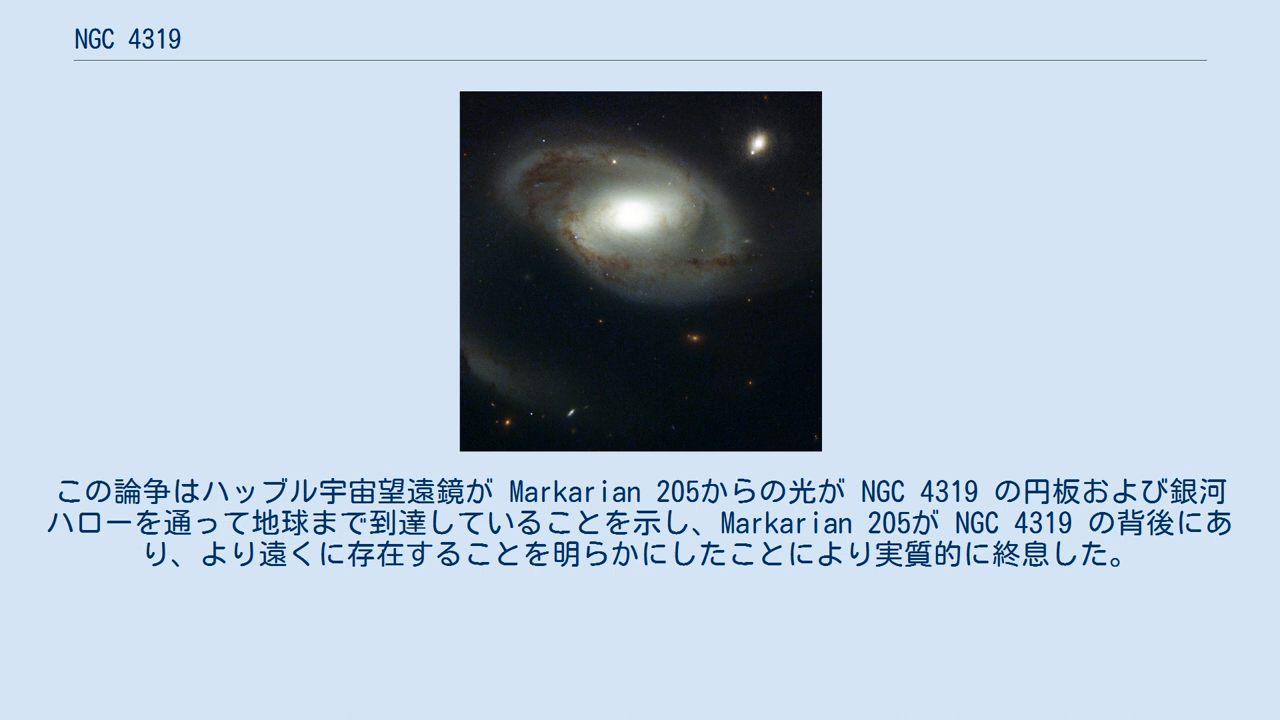 NGC 4319
この論争はハッブル宇宙望遠鏡が Markarian 205からの光が NGC 4319 の円板および銀河
ハローを通って地球まで到達していることを示し、Markarian 205が NGC 4319 の背後にあ
り、より遠くに存在することを明らかにしたことにより実質的に終息した。